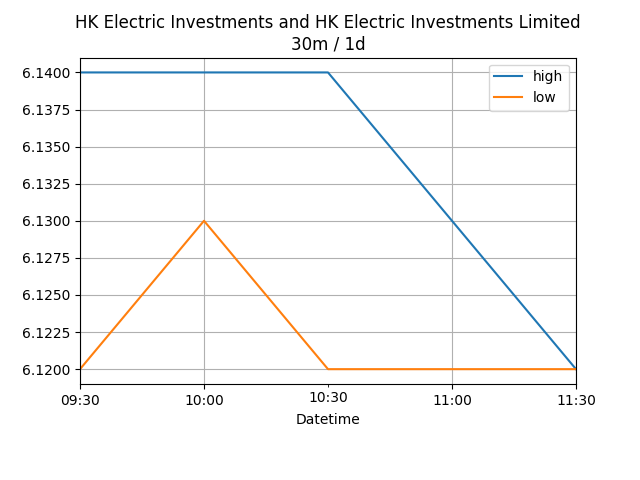 HK Electric Investments and HK Electric Investments Limited
30m / 1d
high
low
6.1400
6.1375
6.1350
6.1325
6.1300
6.1275
6.1250
6.1225
6.1200
09:30
10:00
10:30
11:00
11:30
Datetime